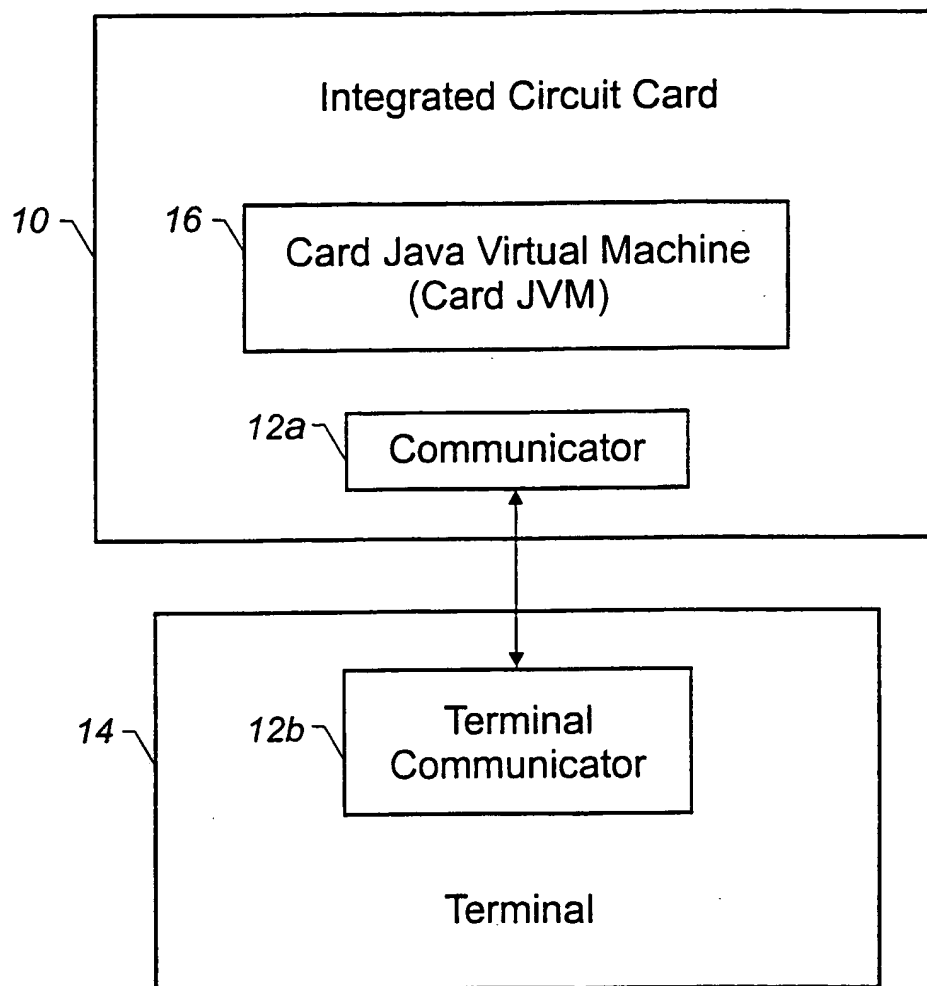 Integrated Circuit Card
10
16
Card Java Virtual Machine
(Card JVM)
12a
Communicator
14
12b
Terminal
Communicator
Terminal